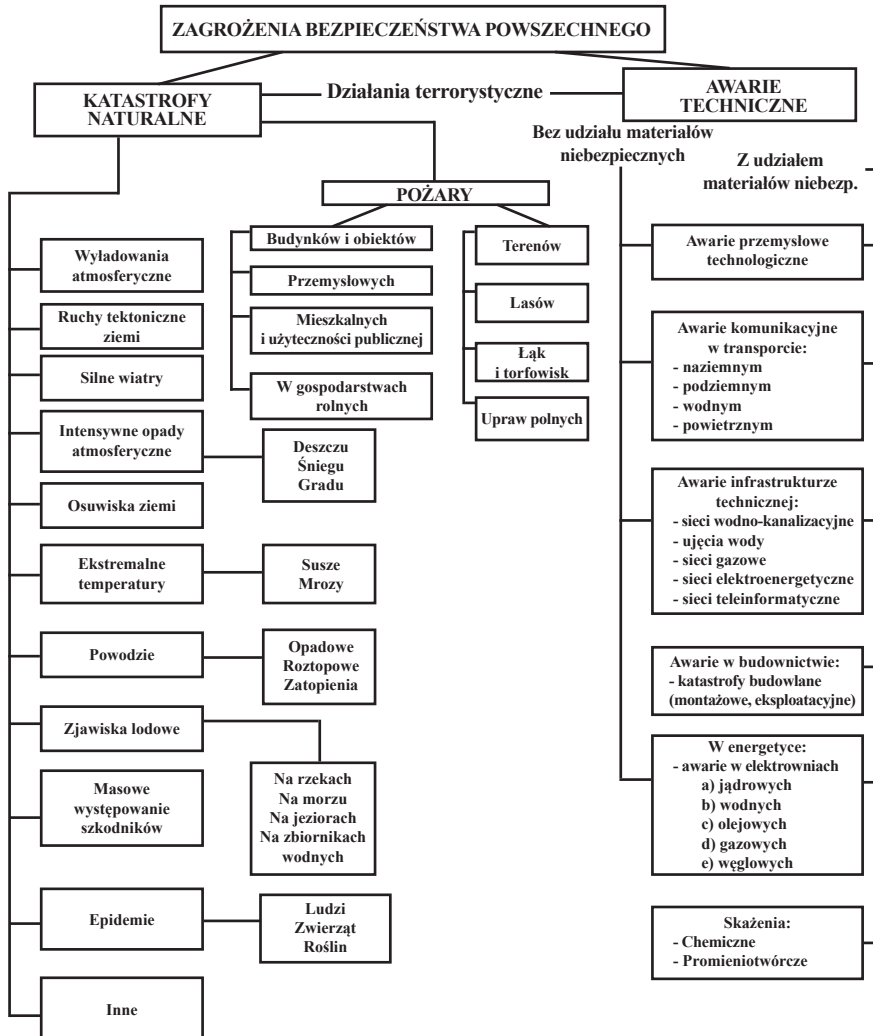 ZAGROŻENIA BEZPIECZEŃSTWA POWSZECHNEGO
KATASTROFY
NATURALNE
Działania terrorystyczne
AWARIE
TECHNICZNE
Bez udziału materiałów
niebezpiecznych
Z udziałem
materiałów niebezp.
POŻARY
Wyładowania
atmosferyczne
Ruchy tektoniczne
ziemi
Silne wiatry
Intensywne opady
atmosferyczne
Deszczu
Śniegu
Gradu
Osuwiska ziemi
Ekstremalne
temperatury
Susze
Mrozy
Powodzie
Opadowe
Roztopowe
Zatopienia
Zjawiska lodowe
Na rzekach
Na morzu
Na jeziorach
Na zbiornikach
wodnych
Masowe
występowanie
szkodników
Epidemie
Ludzi
Zwierząt
Roślin
Inne
Budynków i obiektów
Przemysłowych
Mieszkalnych
i użyteczności publicznej
W gospodarstwach
rolnych
Terenów
Lasów
Łąk
i torfowisk
Upraw polnych
Awarie przemysłowe
technologiczne
Awarie komunikacyjne
w transporcie:
- naziemnym
- podziemnym
- wodnym
- powietrznym
Awarie infrastrukturze
technicznej:
- sieci wodno-kanalizacyjne
- ujęcia wody
- sieci gazowe
- sieci elektroenergetyczne
- sieci teleinformatyczne
Awarie w budownictwie:
- katastrofy budowlane
(montażowe, eksploatacyjne)
W energetyce:
- awarie w elektrowniach
a) jądrowych
b) wodnych
c) olejowych
d) gazowych
e) węglowych
Skażenia:
- Chemiczne
- Promieniotwórcze